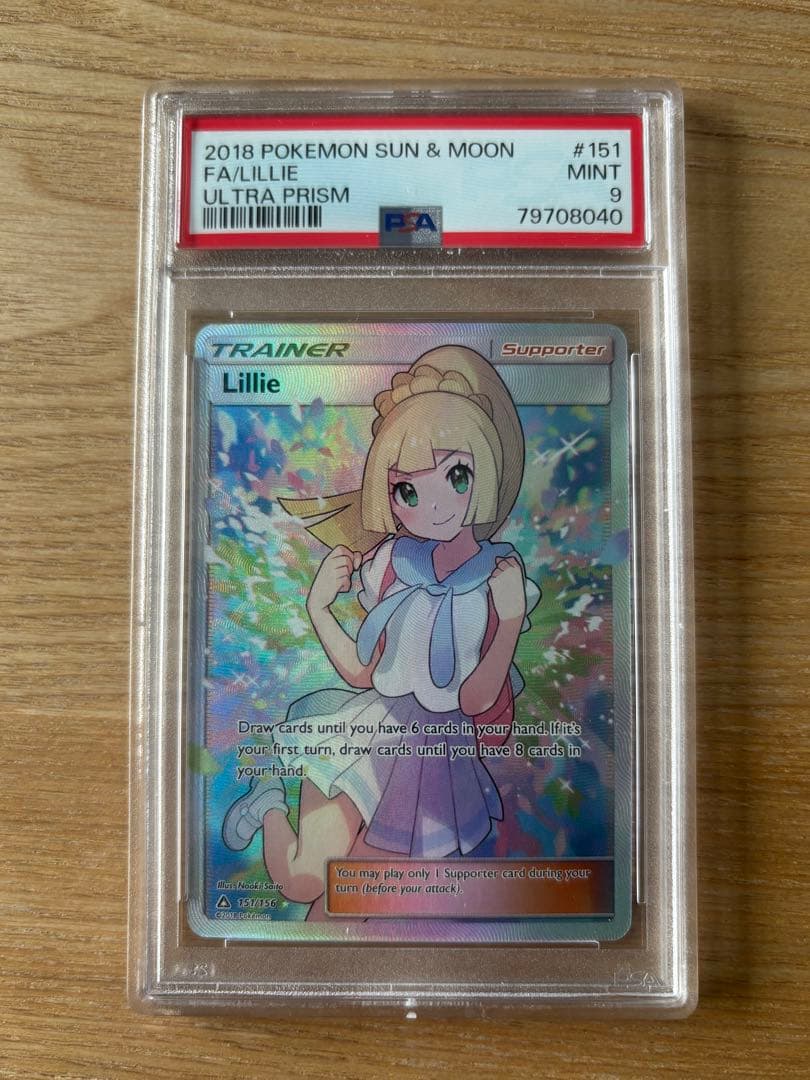 2018 POKEMON SUN & MOON #151
FA/LILLIE MINT
ULTRA PRISM 9
PSA 79708040
TRAINER Supporter
Lillie
Draw cards until you have 6 cards in your hand. If it's
your first turn, draw cards until you have 8 cards in
your hand.
You may play only 1 Supporter card during your
turn (before your attack).
Illus. Naoki Saito
151/156
©2018 Pokémon
PSA